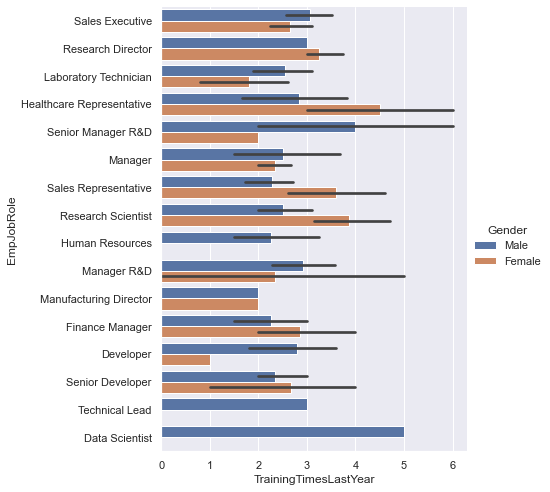 Sales Executive
Research Director
Laboratory Technician
Healthcare Representative
Senior Manager R&D
Manager
Sales Representative
Research Scientist
Human Resources
Manager R&D
Manufacturing Director
Finance Manager
Developer
Senior Developer
Technical Lead
Data Scientist
EmpJobRole
0 1 2 3 4 5 6
TrainingTimesLastYear
Gender
Male
Female